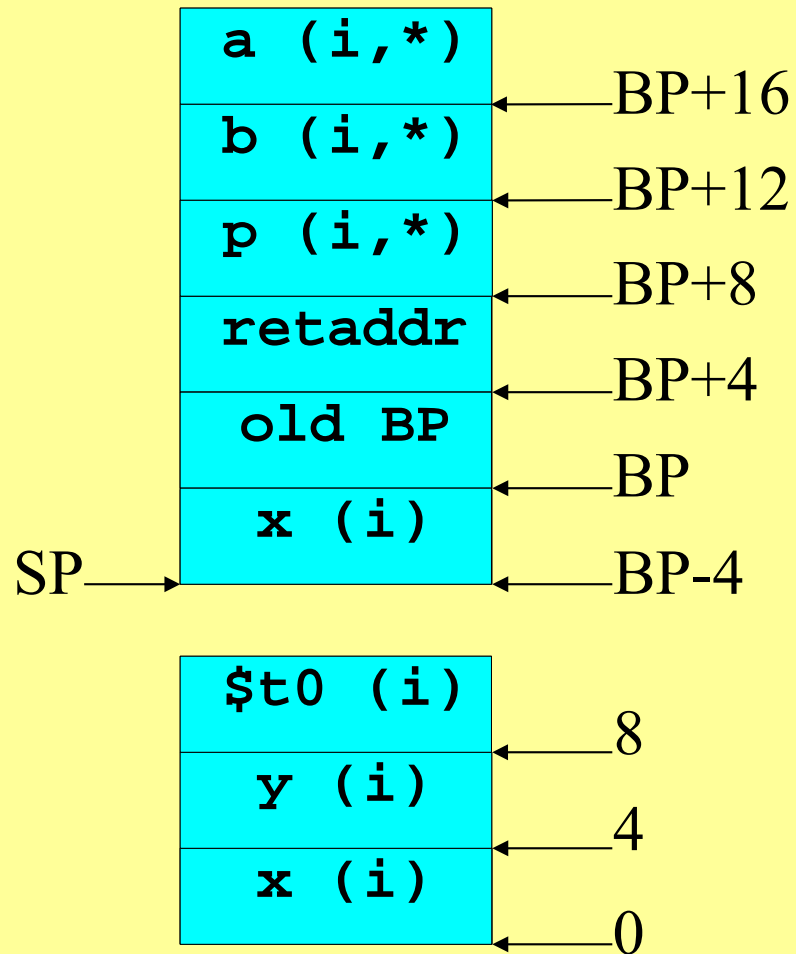 a (i,*)
BP+16
b (i,*)
BP+12
p (i,*)
BP+8
retaddr
BP+4
old BP
BP
x (i)
SP
BP-4
$t0 (i)
8
y (i)
4
x (i)
0